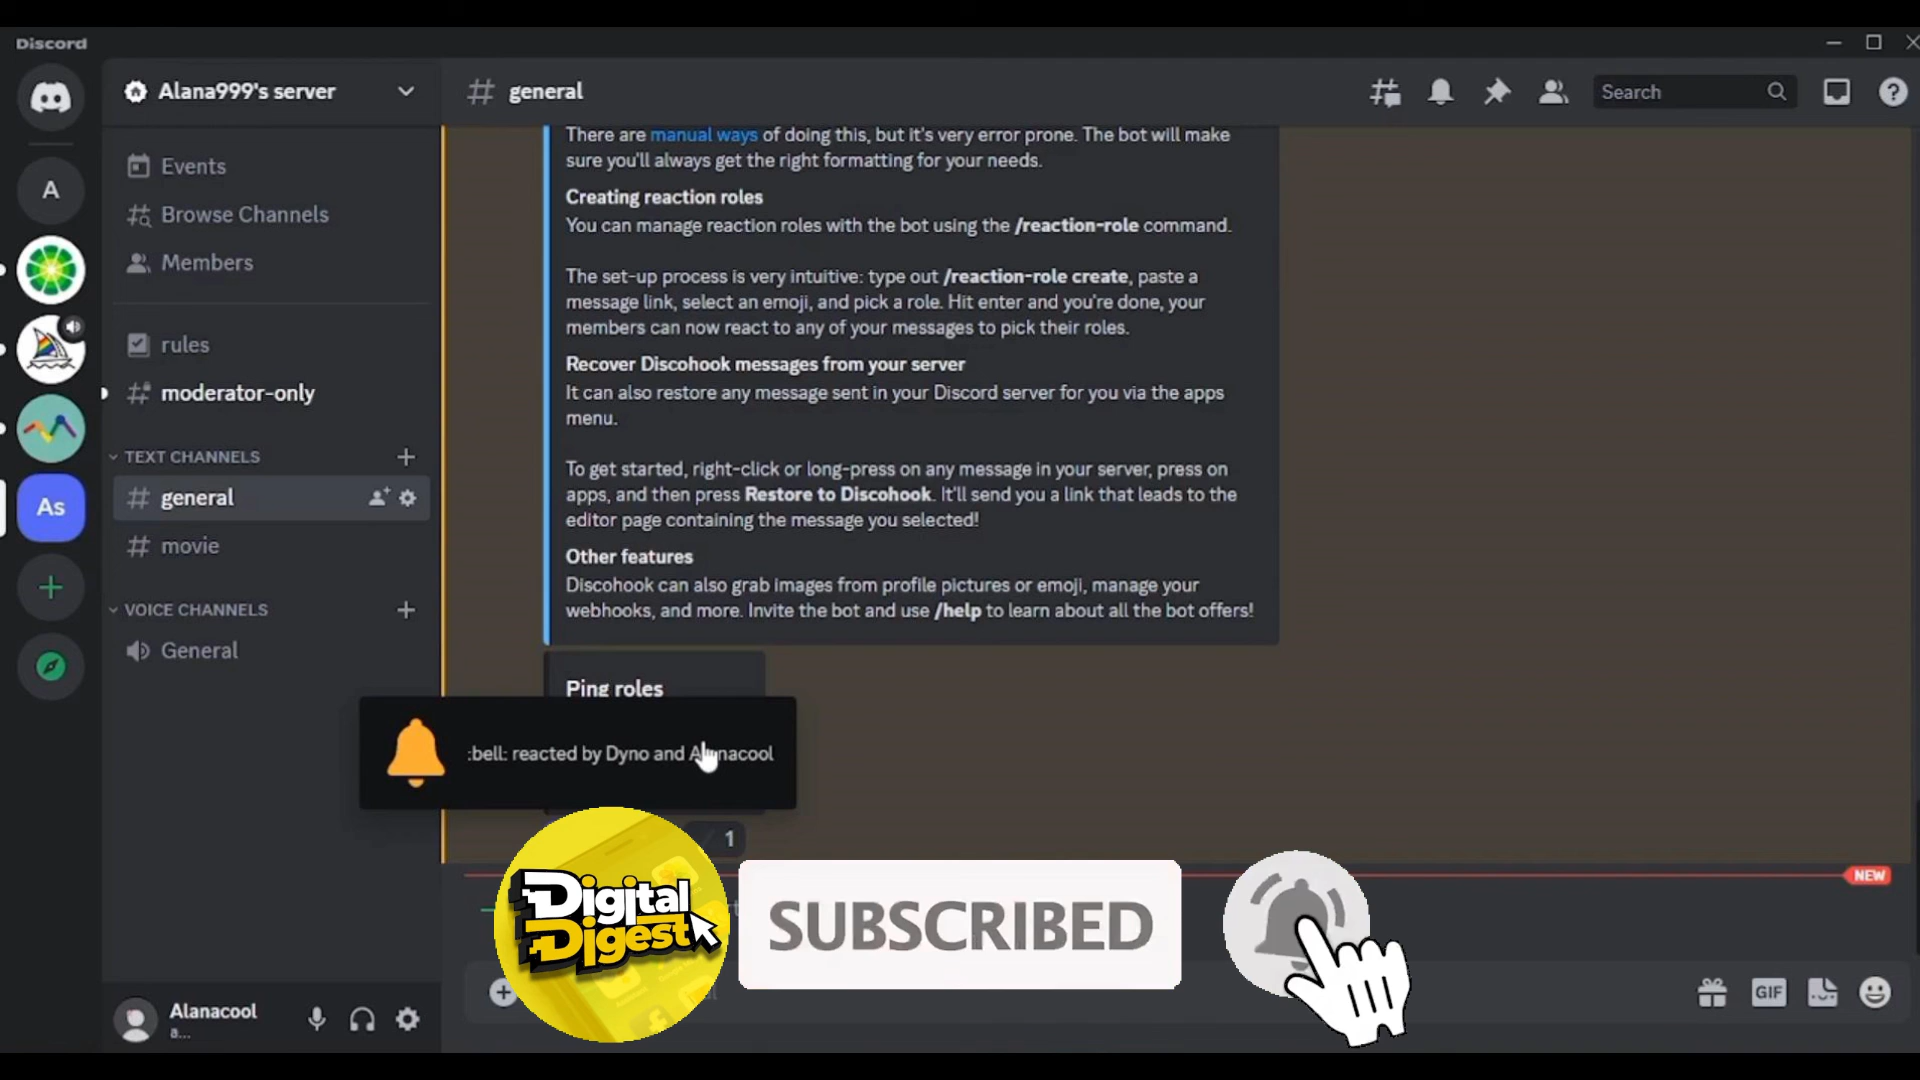 Discord
Alana999's server
general
Search
A
Events
Browse Channels
Members
rules
moderator-only
TEXT CHANNELS
general
movie
VOICE CHANNELS
General
As
There are manual ways of doing this, but it's very error prone. The bot will make
sure you'll always get the right formatting for your needs.
Creating reaction roles
You can manage reaction roles with the bot using the /reaction-role command.
The set-up process is very intuitive: type out /reaction-role create, paste a
message link, select an emoji, and pick a role. Hit enter and you're done, your
members can now react to any of your messages to pick their roles.
Recover Discohook messages from your server
It can also restore any message sent in your Discord server for you via the apps
menu.
To get started, right-click or long-press on any message in your server, press on
apps, and then press Restore to Discohook. It'll send you a link that leads to the
editor page containing the message you selected!
Other features
Discohook can also grab images from profile pictures or emoji, manage your
webhooks, and more. Invite the bot and use /help to learn about all the bot offers!
Ping roles
:bell: reacted by Dyno and Alanacool
1
NEW
Digital
Digest
SUBSCRIBED
GIF
Alanacool
a...